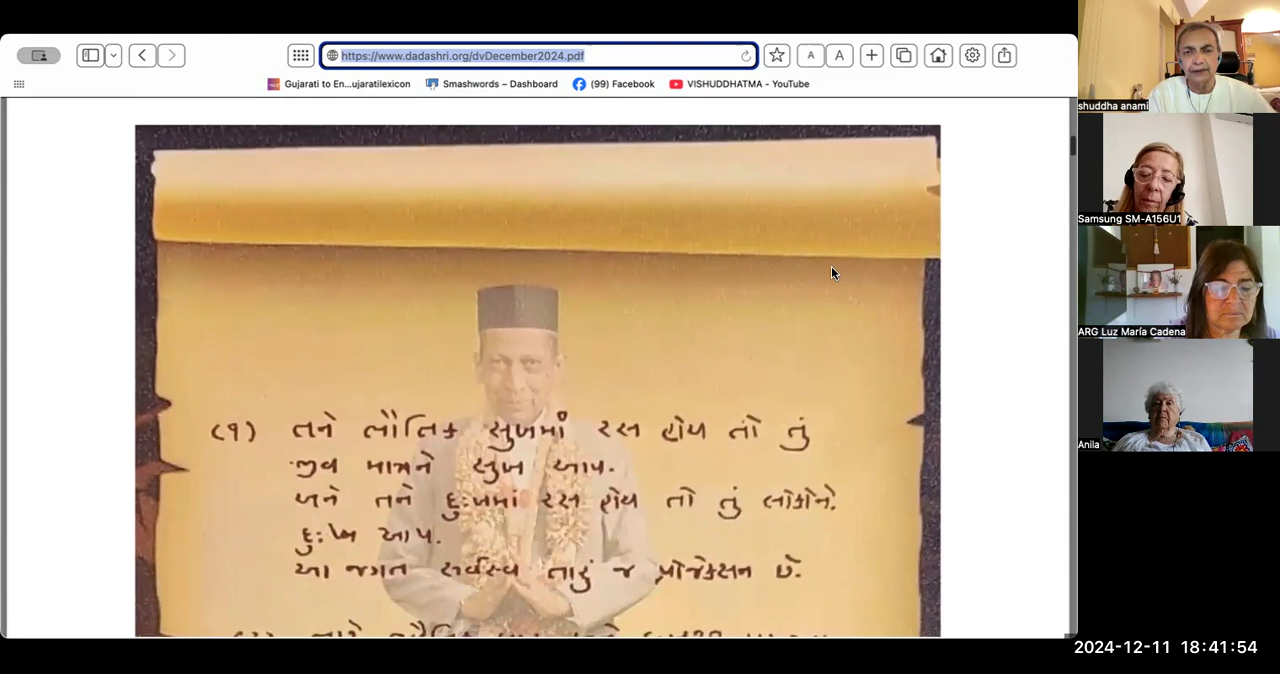 https://www.dadashri.org/dvDecember2024.pdf
A A
Gujarati to En...ujaratilexicon Smashwords – Dashboard (99) Facebook VISHUDDHATMA - YouTube
(૧) તને ભૌતિક સુખમાં રસ હોય તો તું
જીવ માત્રને સુખ આપ.
અને તને દુ:ખમાં રસ હોય તો તું લોકોને
દુ:ખ આપ.
આ જગત સર્વસ્વ તારું જ પ્રોજેક્શન છે.
shuddha anami
Samsung SM-A156U1
ARG Luz María Cadena
Anila
2024-12-11 18:41:54